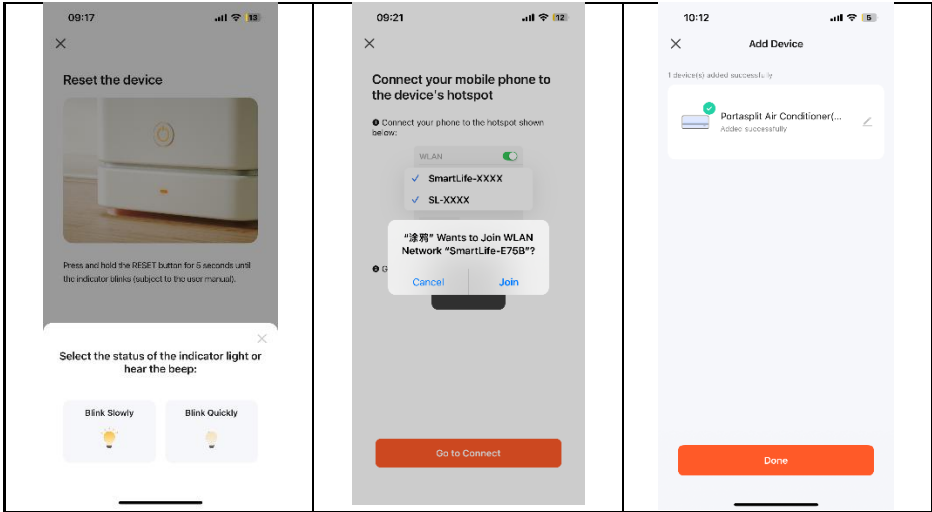 09:17
13
Reset the device
Press and hold the RESET button for 5 seconds until
the indicator blinks (subject to the user manual).
Select the status of the indicator light or
hear the beep:
Blink Slowly
Blink Quickly
09:21
12
Connect your mobile phone to
the device's hotspot
❶ Connect your phone to the hotspot shown
below:
WLAN
SmartLife-XXXX
SL-XXXX
"涂鸦" Wants to Join WLAN
Network "SmartLife-E75B"?
❷ G
Cancel
Join
Go to Connect
10:12
5
Add Device
1 device(s) added successfully
Portasplit Air Conditioner(...
Added successfully
Done